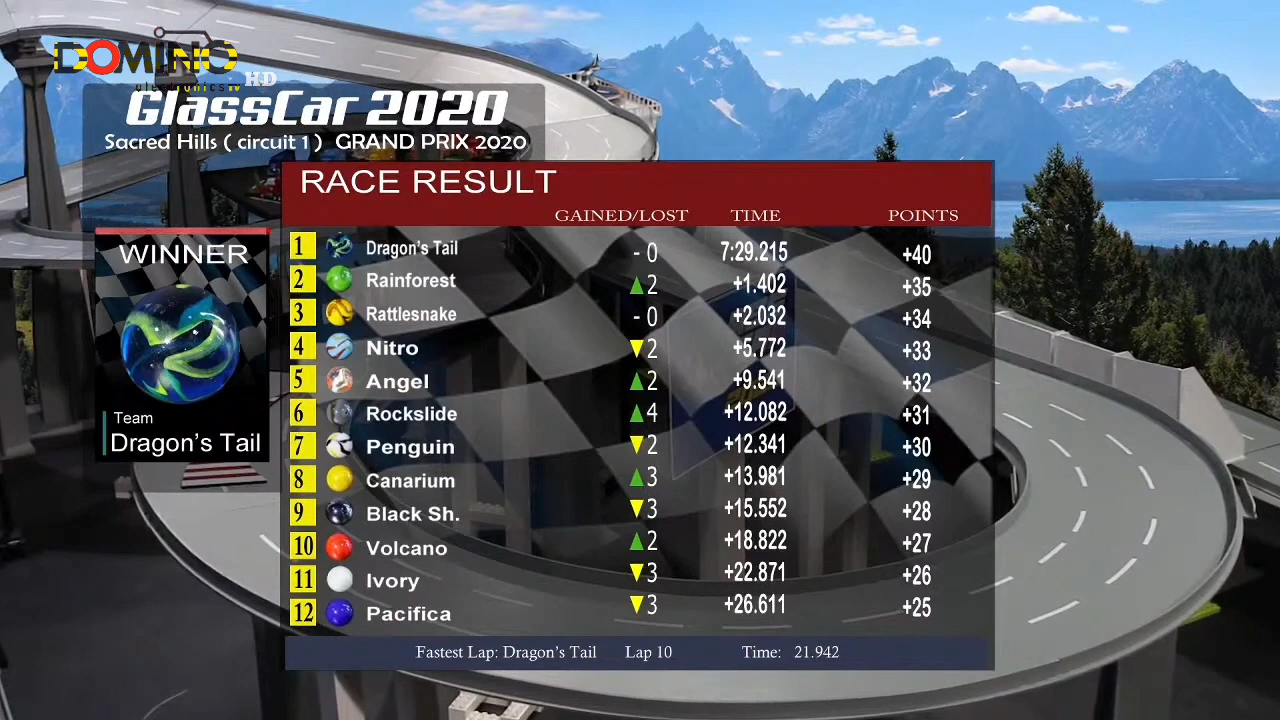 DOMINO
electronics tv HD
GlassCar 2020
Sacred Hills ( circuit 1 ) GRAND PRIX 2020
RACE RESULT
GAINED/LOST TIME POINTS
WINNER
Team
Dragon's Tail
1 Dragon's Tail - 0 7:29.215 +40
2 Rainforest ▲2 +1.402 +35
3 Rattlesnake - 0 +2.032 +34
4 Nitro ▼2 +5.772 +33
5 Angel ▲2 +9.541 +32
6 Rockslide ▲4 +12.082 +31
7 Penguin ▼2 +12.341 +30
8 Canarium ▲3 +13.981 +29
9 Black Sh. ▼3 +15.552 +28
10 Volcano ▲2 +18.822 +27
11 Ivory ▼3 +22.871 +26
12 Pacifica ▼3 +26.611 +25
Fastest Lap: Dragon's Tail Lap 10 Time: 21.942